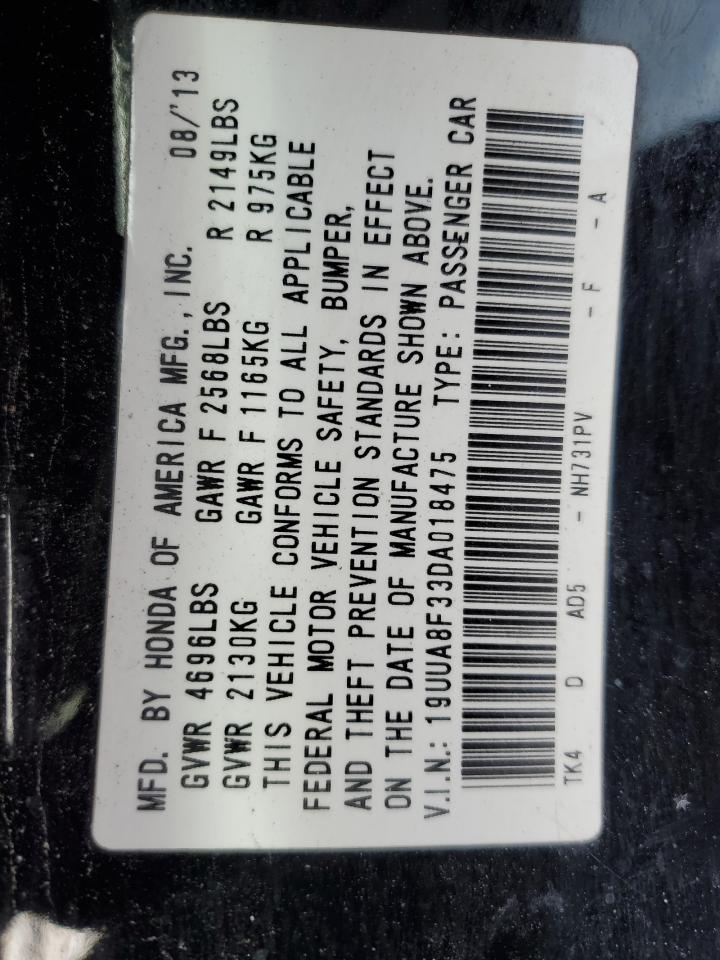 MFD. BY HONDA OF AMERICA MFG., INC. 08/'13
GVWR 4696LBS GAWR F 2568LBS R 2149LBS
GVWR 2130KG GAWR F 1165KG R 975KG
THIS VEHICLE CONFORMS TO ALL APPLICABLE
FEDERAL MOTOR VEHICLE SAFETY, BUMPER,
AND THEFT PREVENTION STANDARDS IN EFFECT
ON THE DATE OF MANUFACTURE SHOWN ABOVE.
V.I.N.: 19UUA8F33DA018475 TYPE: PASSENGER CAR
TK4 D AD5 - NH731PV - F - A